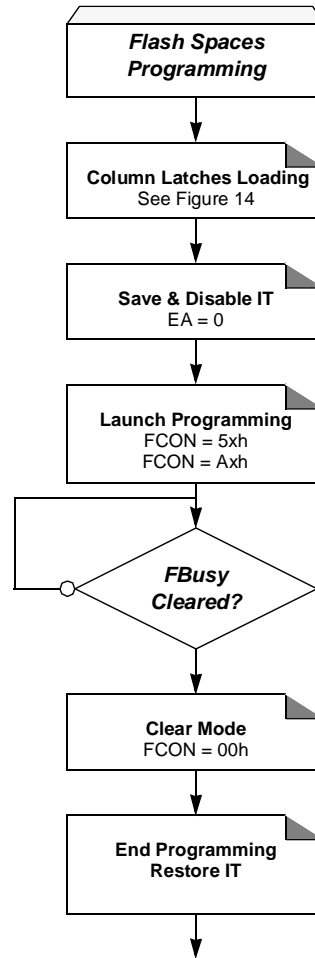 Flash Spaces
Programming
Column Latches Loading
See Figure 14
Save & Disable IT
EA = 0
Launch Programming
FCON = 5xh
FCON = Axh
FBusy
Cleared?
Clear Mode
FCON = 00h
End Programming
Restore IT